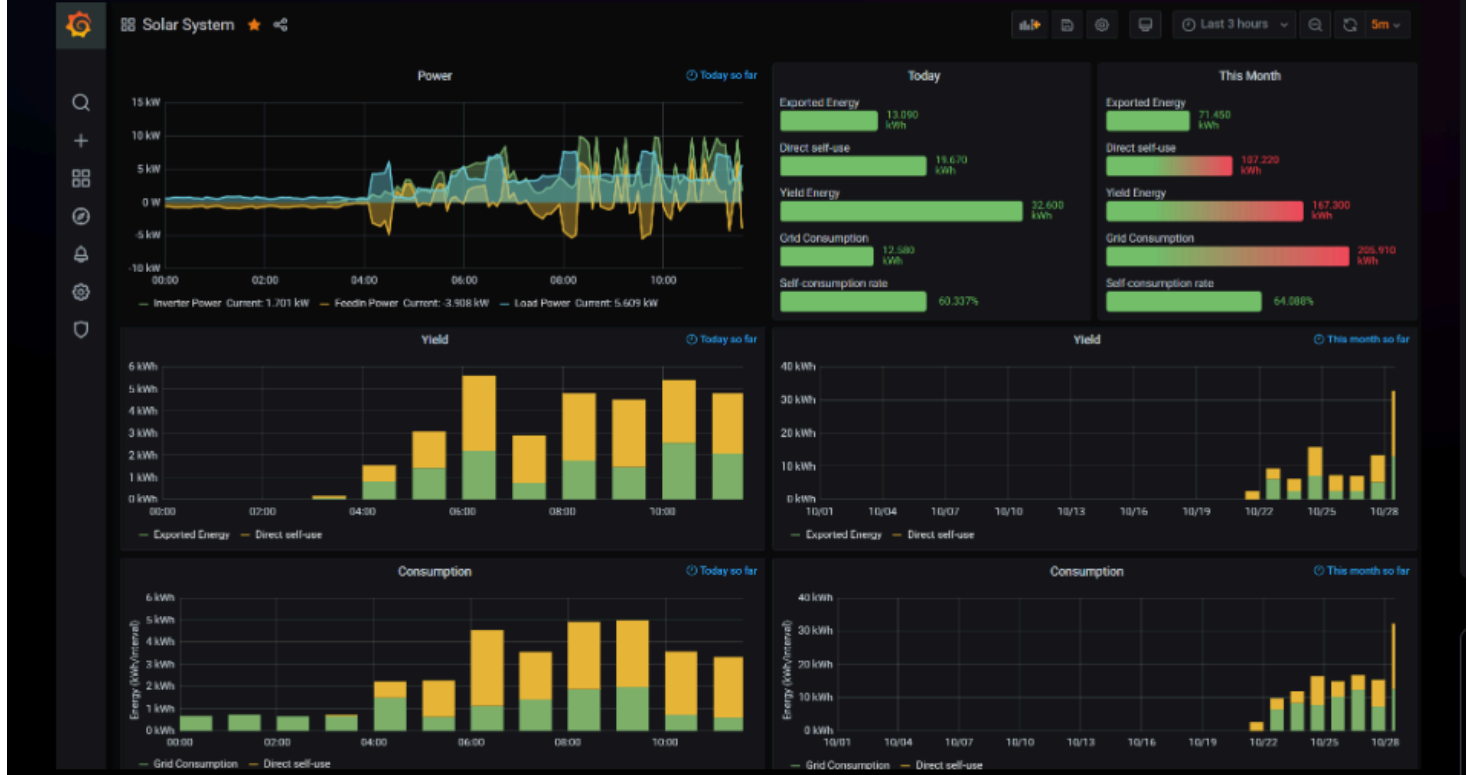 Solar System
Last 3 hours
5m
Power
Today so far
15 kW
10 kW
5 kW
0 W
-5 kW
-10 kW
00:00 02:00 04:00 06:00 08:00 10:00
Inverter Power Current: 1.701 kW Feedin Power Current: -3.908 kW Load Power Current: 5.609 kW
Today
Exported Energy
13.090 kWh
Direct self-use
19.670 kWh
Yield Energy
32.600 kWh
Grid Consumption
12.580 kWh
Self-consumption rate
60.337%
This Month
Exported Energy
71.450 kWh
Direct self-use
107.220 kWh
Yield Energy
167.300 kWh
Grid Consumption
205.910 kWh
Self-consumption rate
64.088%
Yield
Today so far
6 kWh
5 kWh
4 kWh
3 kWh
2 kWh
1 kWh
0 kWh
00:00 02:00 04:00 06:00 08:00 10:00
Exported Energy Direct self-use
Yield
This month so far
40 kWh
30 kWh
20 kWh
10 kWh
0 kWh
10/01 10/04 10/07 10/10 10/13 10/16 10/19 10/22 10/25 10/28
Exported Energy Direct self-use
Consumption
Today so far
Energy (kWh/interval)
6 kWh
5 kWh
4 kWh
3 kWh
2 kWh
1 kWh
0 kWh
00:00 02:00 04:00 06:00 08:00 10:00
Grid Consumption Direct self-use
Consumption
This month so far
Energy (kWh/interval)
40 kWh
30 kWh
20 kWh
10 kWh
0 kWh
10/01 10/04 10/07 10/10 10/13 10/16 10/19 10/22 10/25 10/28
Grid Consumption Direct self-use